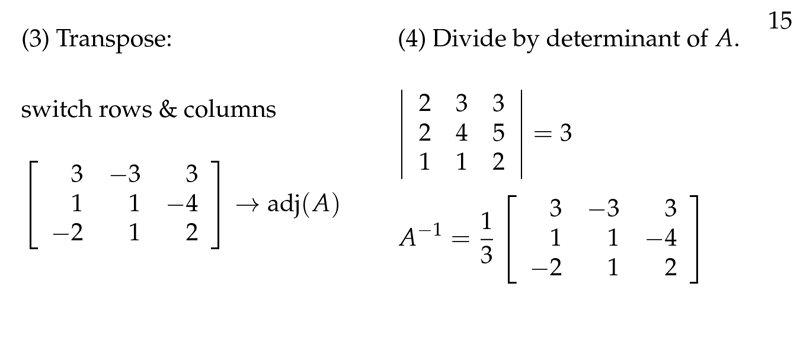 15
(3) Transpose:
switch rows & columns
[ 3 −3 3
1 1 −4
−2 1 2 ] → adj(A)
(4) Divide by determinant of A.
| 2 3 3
2 4 5
1 1 2 | = 3
A⁻¹ = 1/3 [ 3 −3 3
1 1 −4
−2 1 2 ]